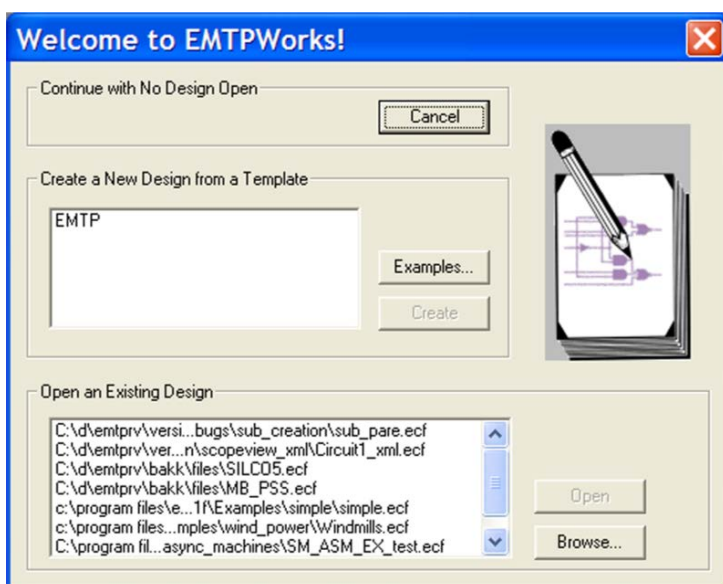 Welcome to EMTPWorks!
Continue with No Design Open
Cancel
Create a New Design from a Template
EMTP
Examples...
Create
Open an Existing Design
C:\d\emtprv\versi...bugs\sub_creation\sub_pare.ecf
C:\d\emtprv\ver...n\scopeview_xml\Circuit1_xml.ecf
C:\d\emtprv\bakk\files\SILCO5.ecf
C:\d\emtprv\bakk\files\MB_PSS.ecf
c:\program files\e...1f\Examples\simple\simple.ecf
c:\program files...mples\wind_power\Windmills.ecf
C:\program fil...async_machines\SM_ASM_EX_test.ecf
Open
Browse...